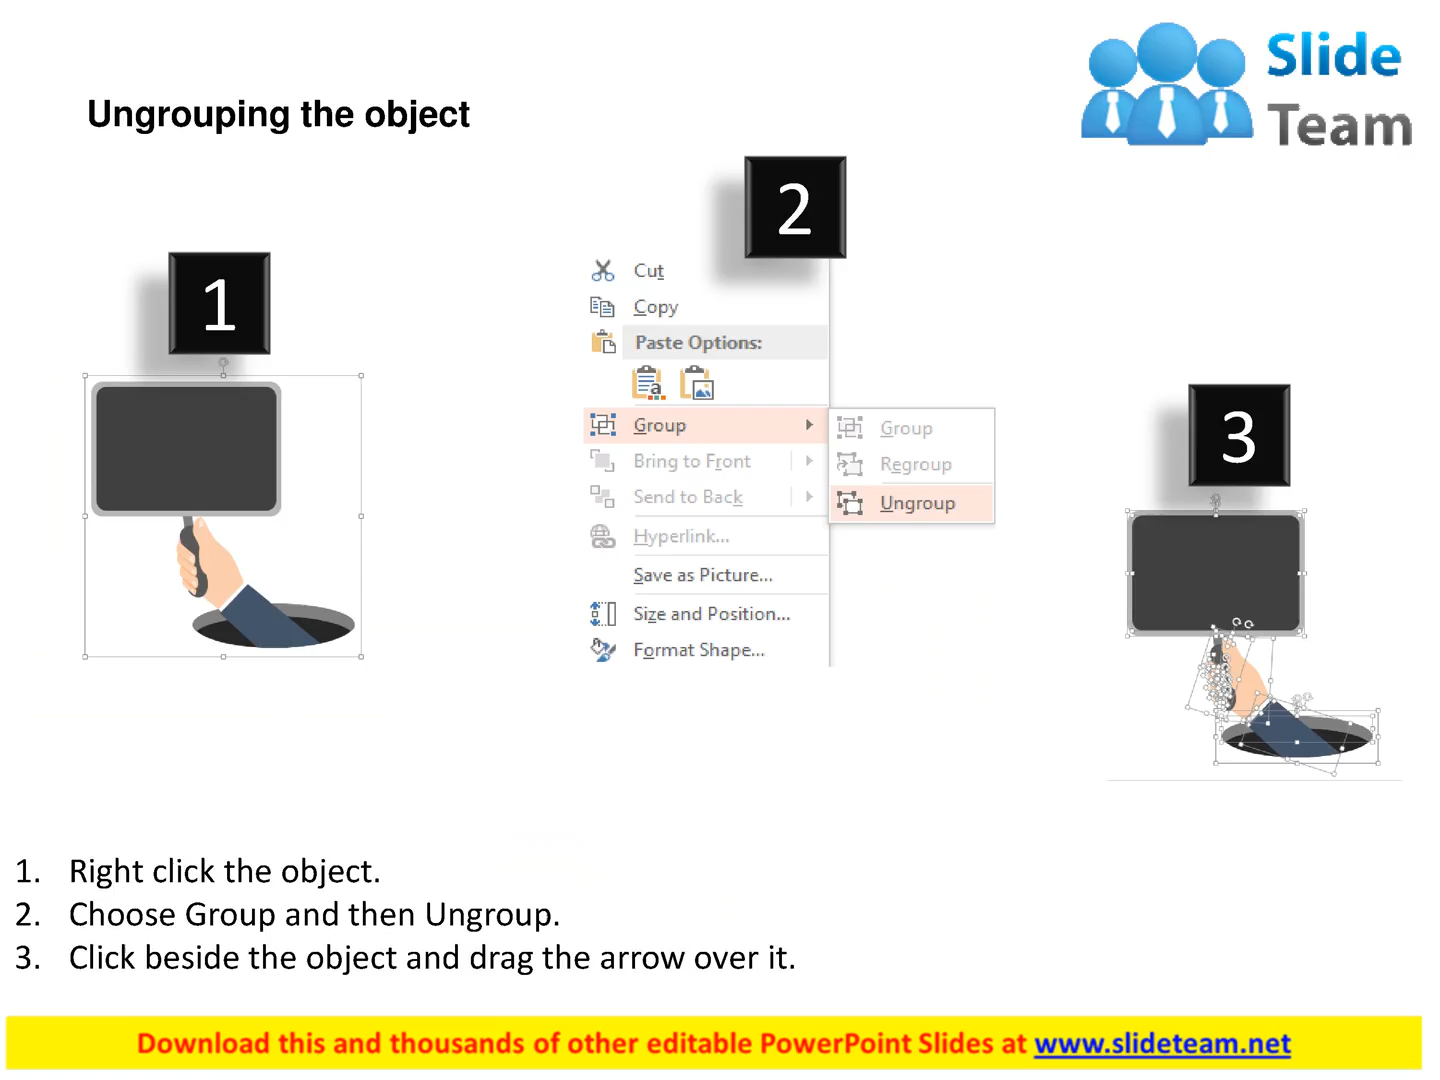 Slide
Team
Ungrouping the object
1
2
Cut
Copy
Paste Options:
Group
Bring to Front
Send to Back
Hyperlink...
Save as Picture...
Size and Position...
Format Shape...
Group
Regroup
Ungroup
3
1. Right click the object.
2. Choose Group and then Ungroup.
3. Click beside the object and drag the arrow over it.
Download this and thousands of other editable PowerPoint Slides at www.slideteam.net